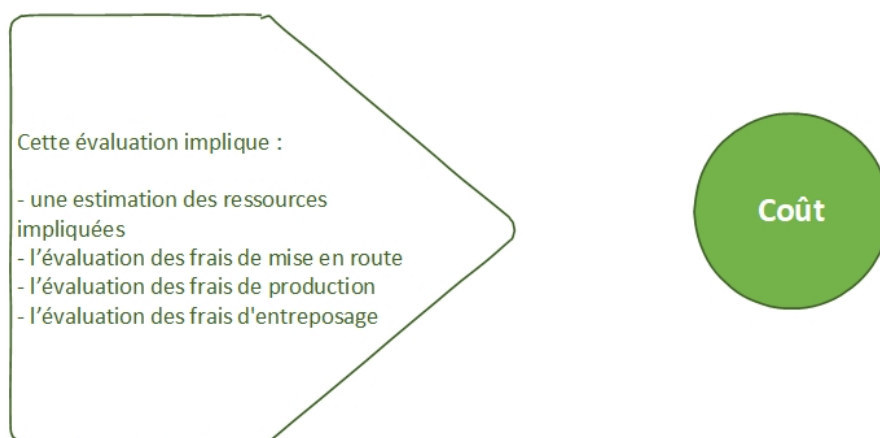 Cette évaluation implique :
- une estimation des ressources
impliquées
- l’évaluation des frais de mise en route
- l’évaluation des frais de production
- l’évaluation des frais d'entreposage
Coût